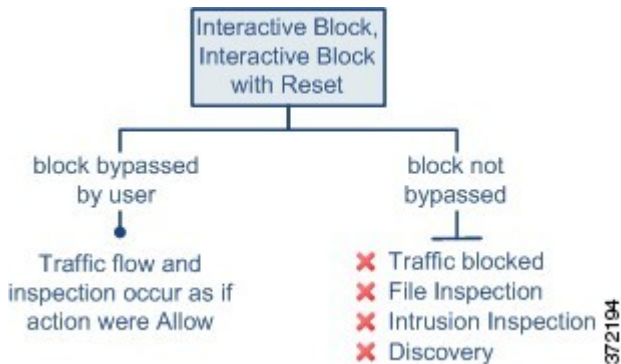 Interactive Block,
Interactive Block
with Reset
block bypassed
by user
Traffic flow and
inspection occur as if
action were Allow
block not
bypassed
Traffic blocked
File Inspection
Intrusion Inspection
Discovery
372194